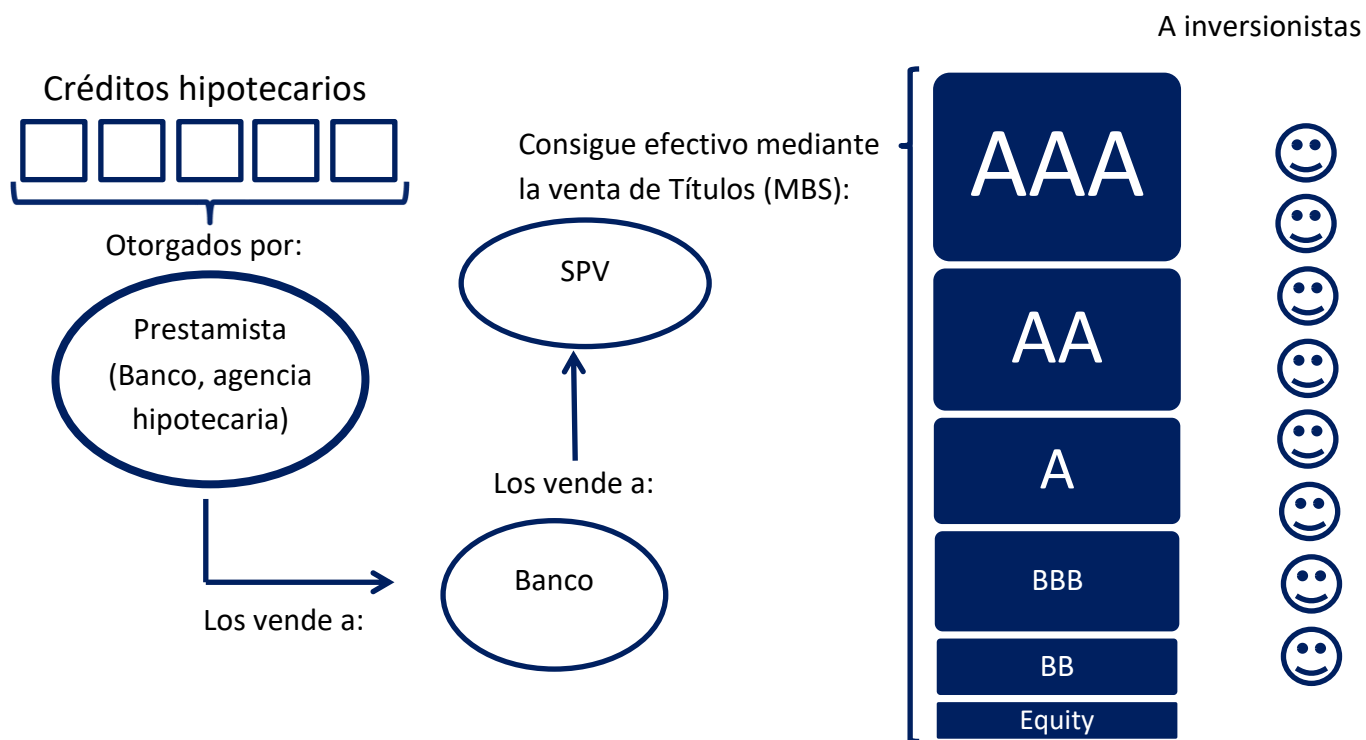 A inversionistas
Créditos hipotecarios
Otorgados por:
Prestamista
(Banco, agencia
hipotecaria)
Los vende a:
Banco
Los vende a:
SPV
Consigue efectivo mediante
la venta de Títulos (MBS):
AAA
AA
A
BBB
BB
Equity